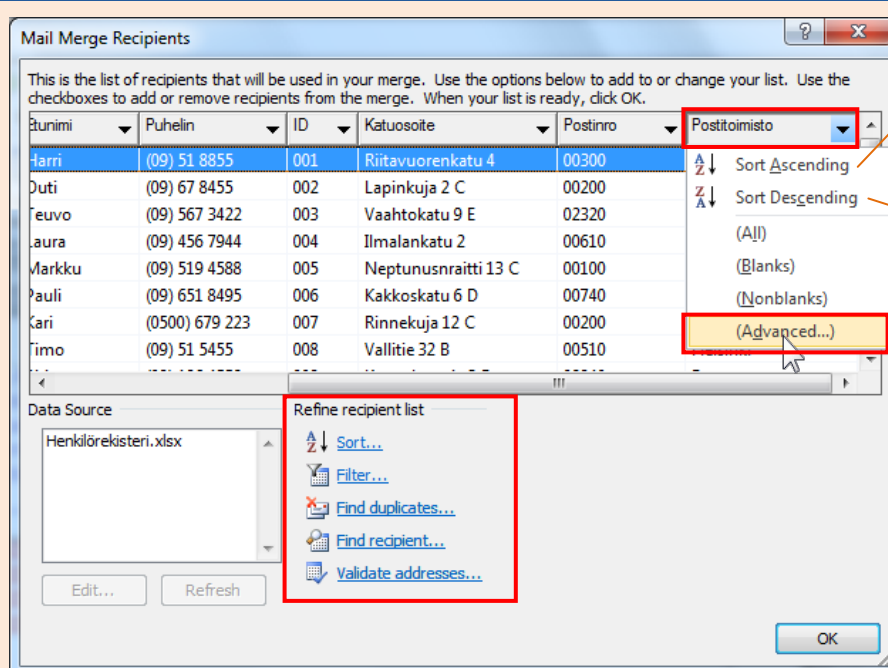 Mail Merge Recipients
This is the list of recipients that will be used in your merge. Use the options below to add to or change your list. Use the
checkboxes to add or remove recipients from the merge. When your list is ready, click OK.
Etunimi Puhelin ID Katuosoite Postinro Postitoimisto
Harri (09) 51 8855 001 Riitavuorenkatu 4 00300
Outi (09) 67 8455 002 Lapinkuja 2 C 00200
Teuvo (09) 567 3422 003 Vaahtokatu 9 E 02320
Laura (09) 456 7944 004 Ilmalankatu 2 00610
Markku (09) 519 4588 005 Neptunusnraitti 13 C 00100
Pauli (09) 651 8495 006 Kakkoskatu 6 D 00740
Kari (0500) 679 223 007 Rinnekuja 12 C 00200
Timo (09) 51 5455 008 Vallitie 32 B 00510
Sort Ascending
Sort Descending
(All)
(Blanks)
(Nonblanks)
(Advanced...)
Data Source
Henkilörekisteri.xlsx
Edit... Refresh
Refine recipient list
Sort...
Filter...
Find duplicates...
Find recipient...
Validate addresses...
OK